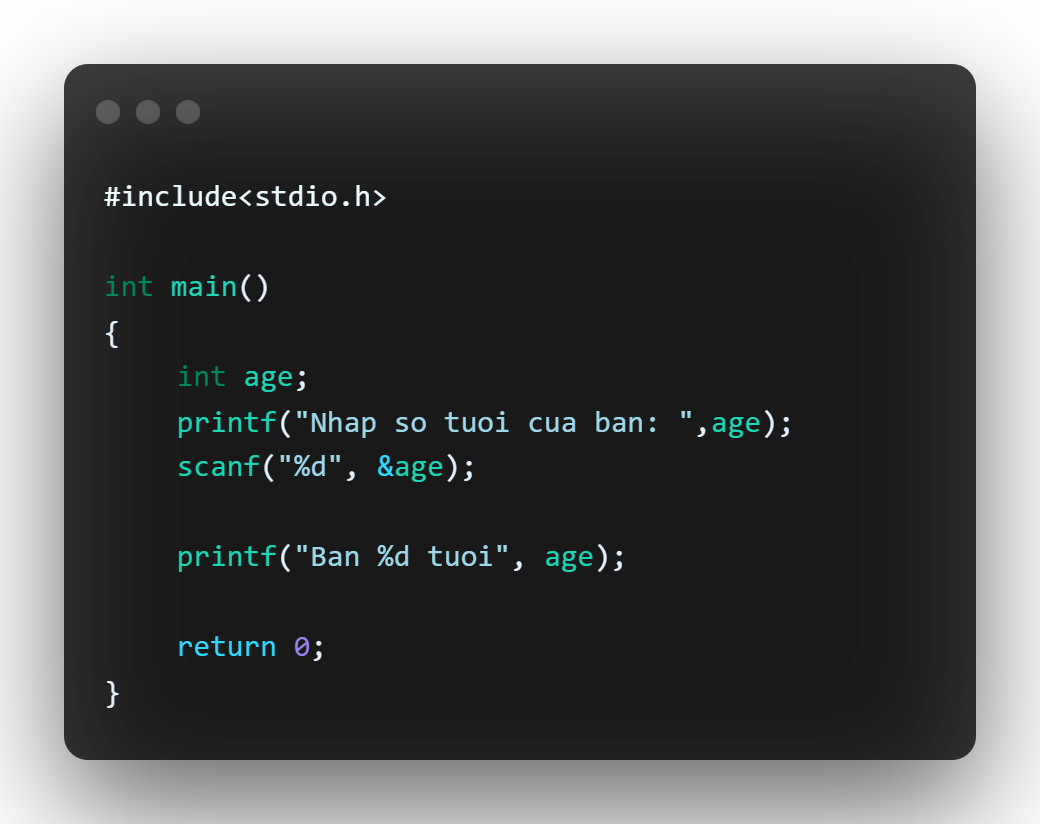 #include<stdio.h>
int main()
{
int age;
printf("Nhap so tuoi cua ban: ",age);
scanf("%d", &age);
printf("Ban %d tuoi", age);
return 0;
}